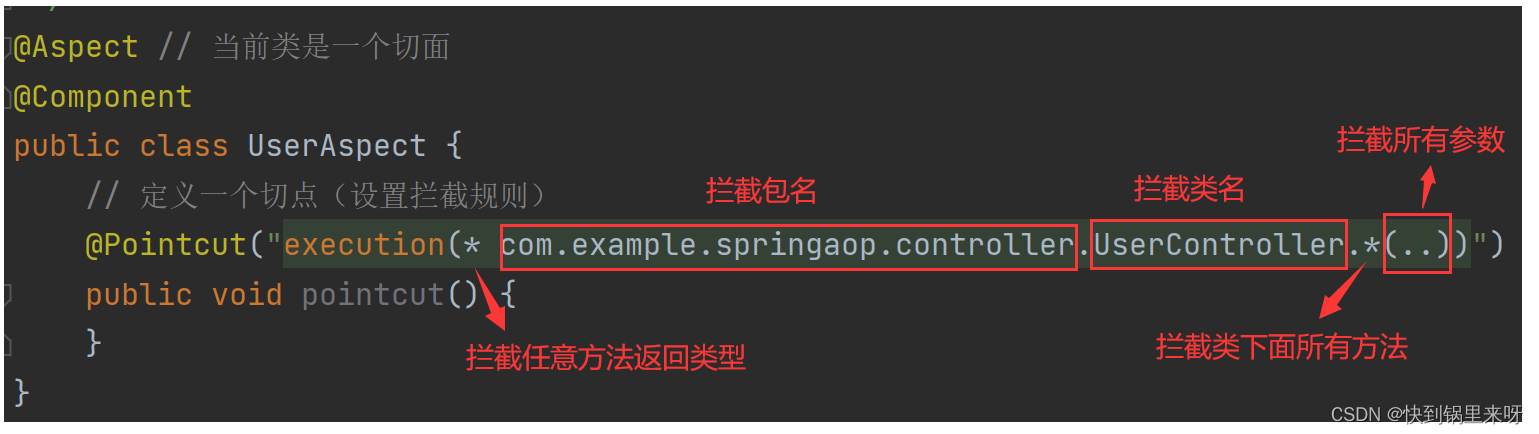 @Aspect // 当前类是一个切面
@Component
public class UserAspect {
拦截所有参数
// 定义一个切点（设置拦截规则）
拦截包名
拦截类名
@Pointcut("execution(* com.example.springaop.controller.UserController.*(..))")
public void pointcut() {
}
拦截任意方法返回类型
拦截类下面所有方法
}
CSDN @快到锅里来呀